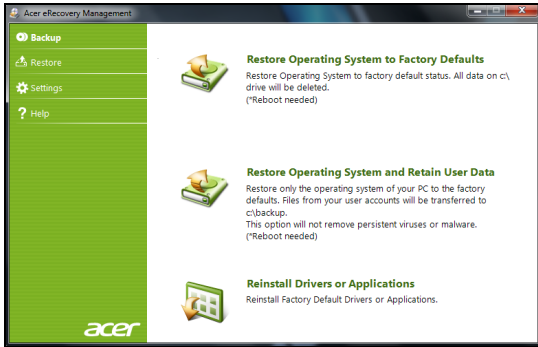 Acer eRecovery Management
Backup
Restore
Settings
Help
Restore Operating System to Factory Defaults
Restore Operating System to factory default status. All data on c:\
drive will be deleted.
(*Reboot needed)
Restore Operating System and Retain User Data
Restore only the operating system of your PC to the factory
defaults. Files from your user accounts will be transferred to
c:\backup.
This option will not remove persistent viruses or malware.
(*Reboot needed)
Reinstall Drivers or Applications
Reinstall Factory Default Drivers or Applications.
acer